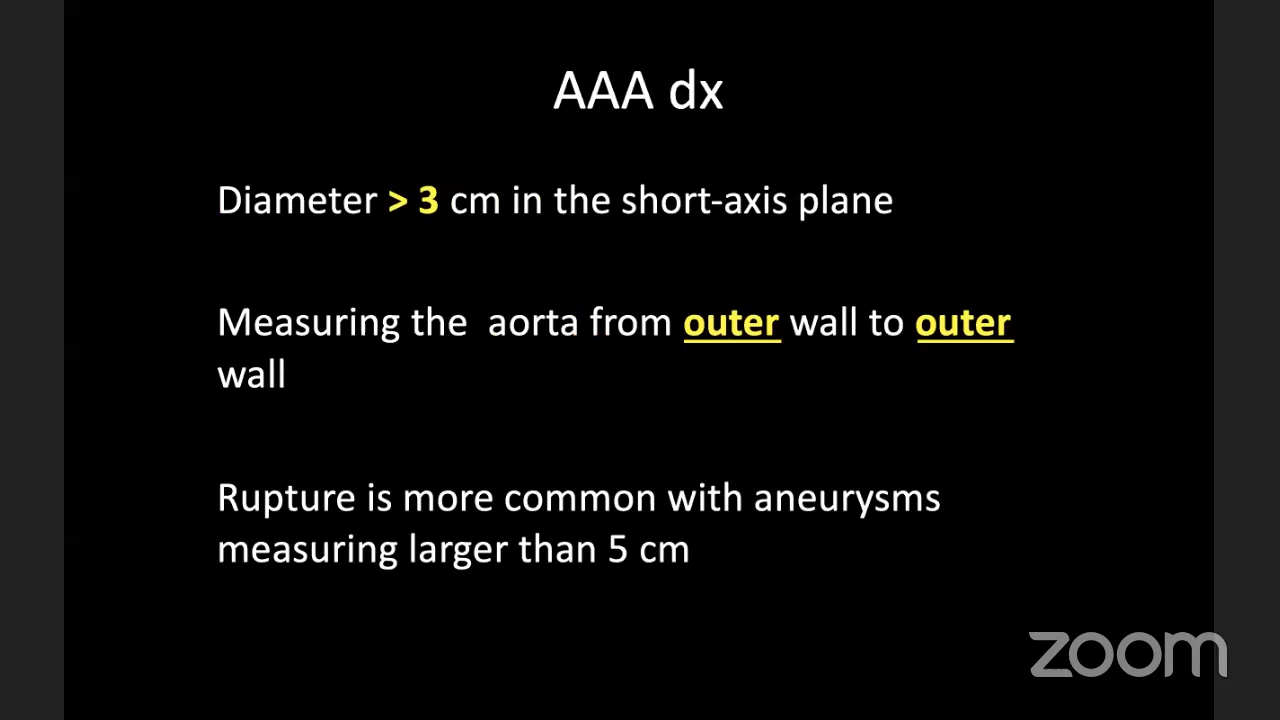 AAA dx
Diameter > 3 cm in the short-axis plane
Measuring the  aorta from outer wall to outer
wall
Rupture is more common with aneurysms
measuring larger than 5 cm
zoom